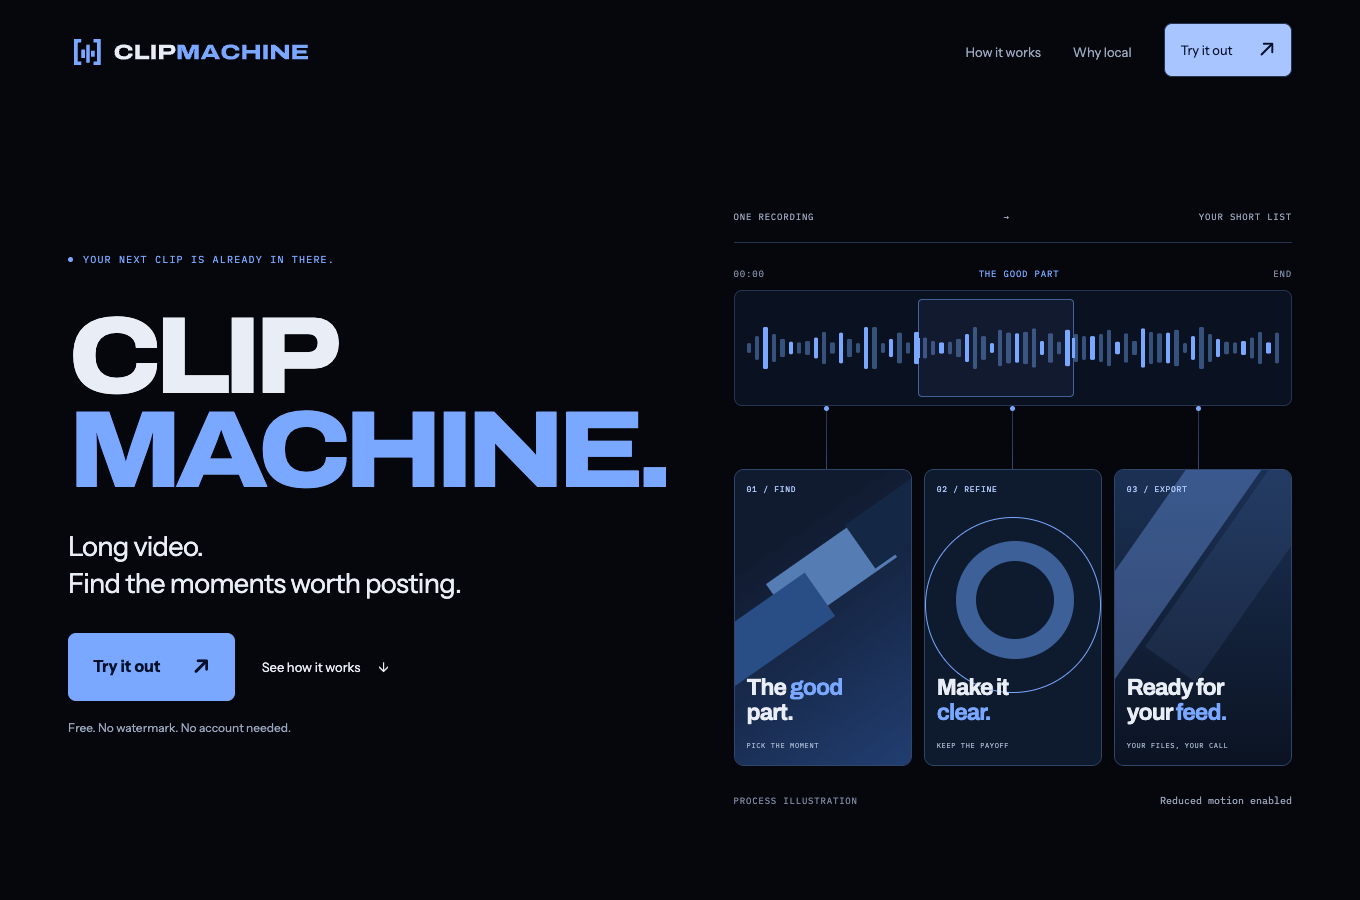 CLIPMACHINE
How it works
Why local
Try it out
YOUR NEXT CLIP IS ALREADY IN THERE.
CLIP
MACHINE.
Long video.
Find the moments worth posting.
Try it out
See how it works ↓
Free. No watermark. No account needed.
ONE RECORDING → YOUR SHORT LIST
00:00 THE GOOD PART END
01 / FIND
The good
part.
PICK THE MOMENT
02 / REFINE
Make it
clear.
KEEP THE PAYOFF
03 / EXPORT
Ready for
your feed.
YOUR FILES, YOUR CALL
PROCESS ILLUSTRATION
Reduced motion enabled